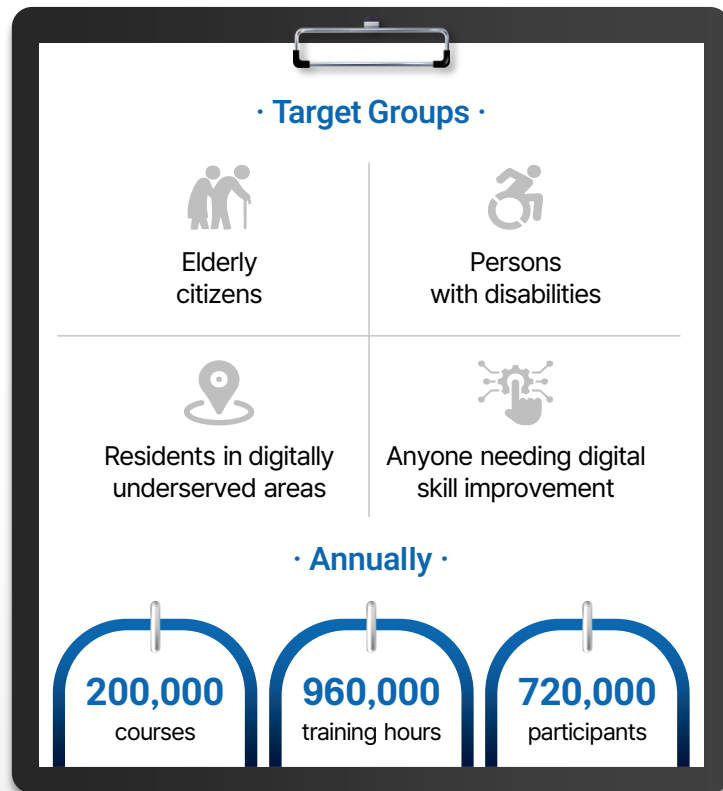 · Target Groups ·
Elderly
citizens
Persons
with disabilities
Residents in digitally
underserved areas
Anyone needing digital
skill improvement
· Annually ·
200,000
courses
960,000
training hours
720,000
participants